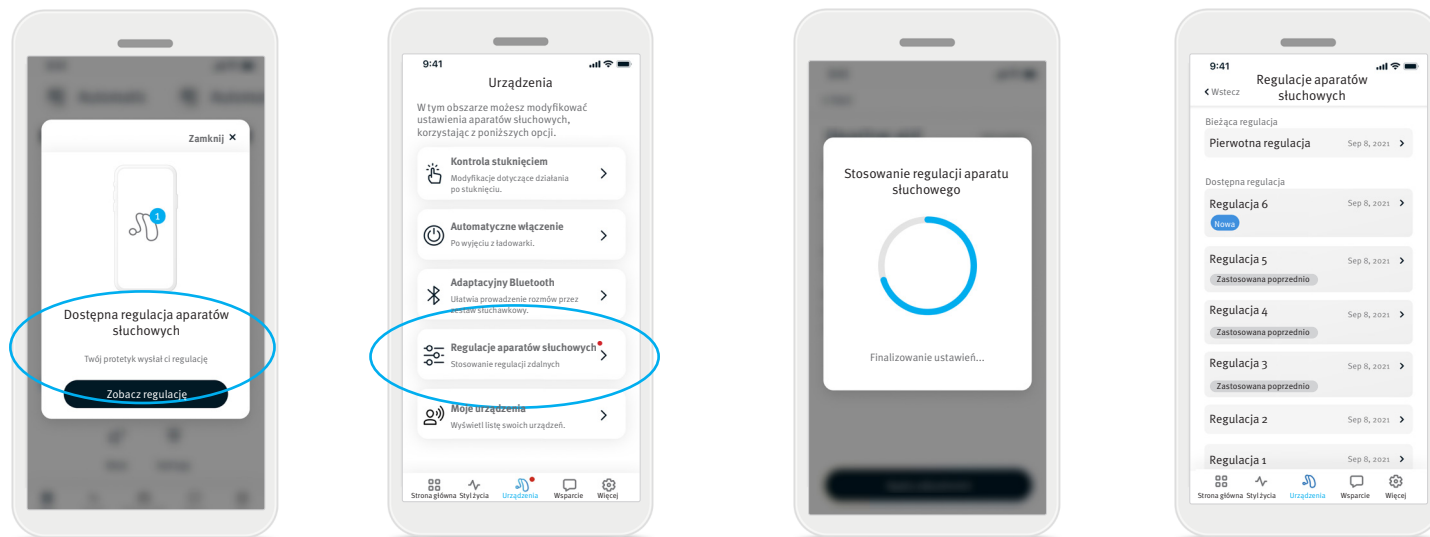 Zamknij ×
1
Dostępna regulacja aparatów
słuchowych
Twój protetyk wysłał ci regulację
Zobacz regulację
9:41
Urządzenia
W tym obszarze możesz modyfikować
ustawienia aparatów słuchowych,
korzystając z poniższych opcji.
Kontrola stuknięciem
Modyfikacje dotyczące działania
po stuknięciu.
Automatyczne włączenie
Po wyjęciu z ładowarki.
Adaptacyjny Bluetooth
Ułatwia prowadzenie rozmów przez
zestaw słuchawkowy.
Regulacje aparatów słuchowych
Stosowanie regulacji zdalnych
Moje urządzenia
Wyświetl listę swoich urządzeń.
Strona główna Styl życia Urządzenia Wsparcie Więcej
Stosowanie regulacji aparatu
słuchowego
Finalizowanie ustawień...
9:41
Regulacje aparatów
słuchowych
Wstecz
Bieżąca regulacja
Pierwotna regulacja Sep 8, 2021
Dostępna regulacja
Regulacja 6 Sep 8, 2021
Nowa
Regulacja 5 Sep 8, 2021
Zastosowana poprzednio
Regulacja 4 Sep 8, 2021
Zastosowana poprzednio
Regulacja 3 Sep 8, 2021
Zastosowana poprzednio
Regulacja 2 Sep 8, 2021
Regulacja 1 Sep 8, 2021
Strona główna Styl życia Urządzenia Wsparcie Więcej